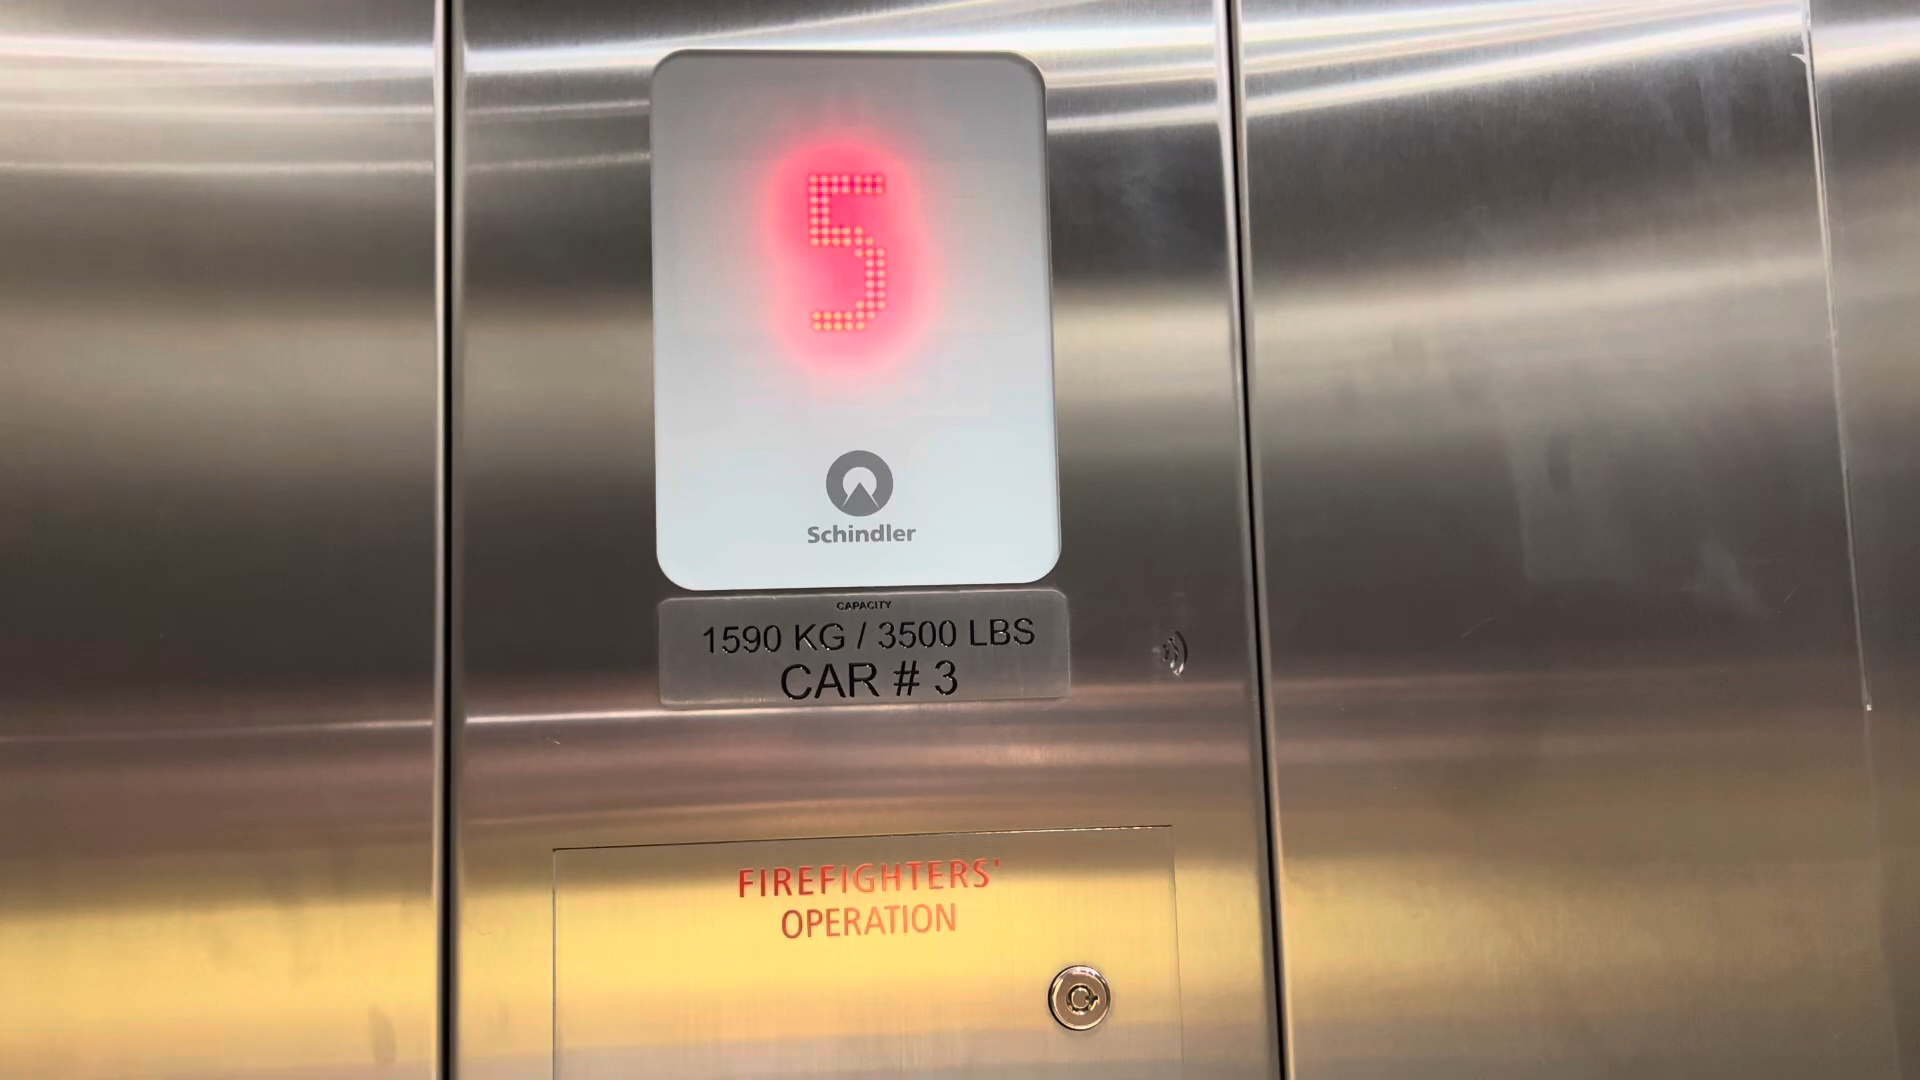 5
Schindler
CAPACITY
1590 KG / 3500 LBS
CAR # 3
FIREFIGHTERS'
OPERATION